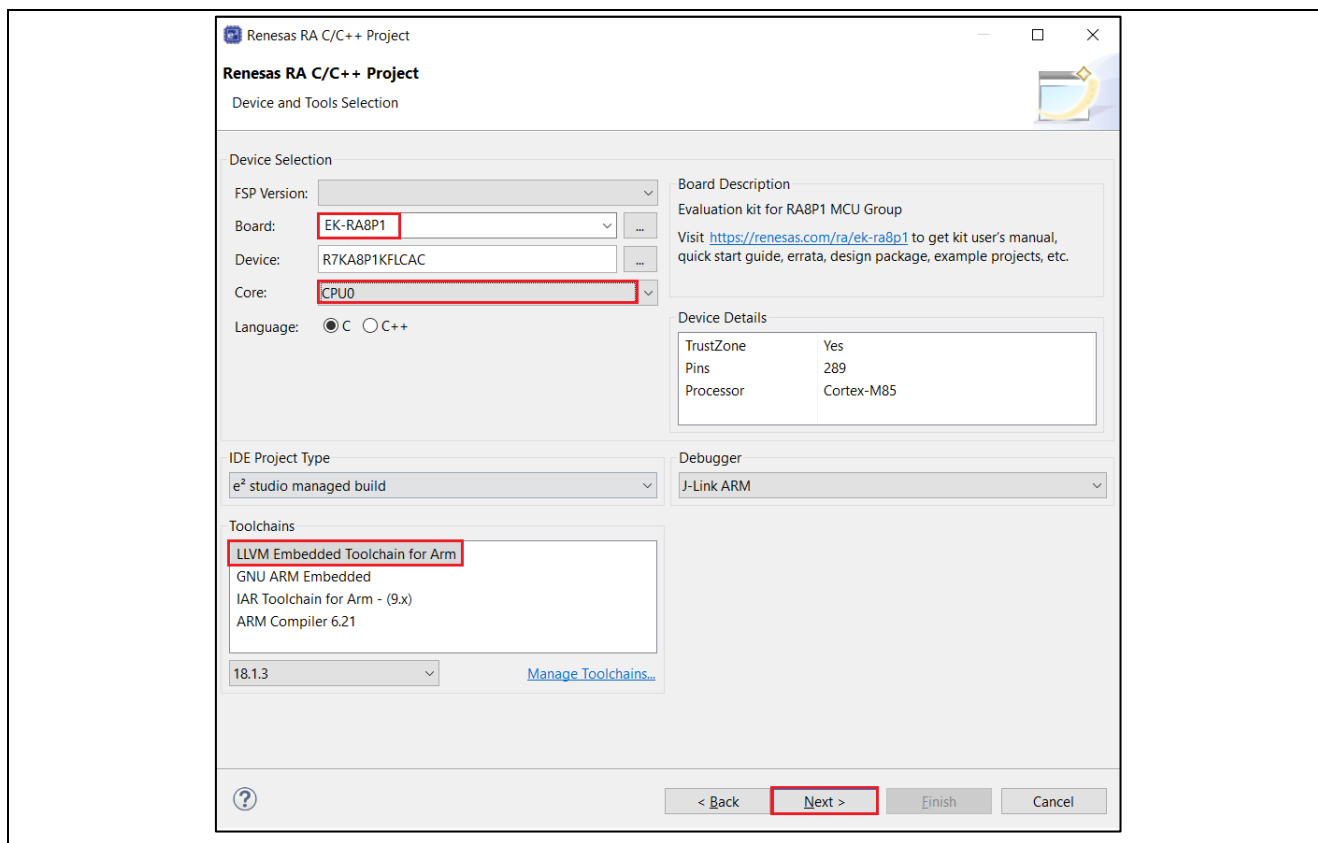 Renesas RA C/C++ Project
Renesas RA C/C++ Project
Device and Tools Selection
Device Selection
FSP Version:
Board: EK-RA8P1 ...
Device: R7KA8P1KFLCAC ...
Core: CPU0
Language: C C++
Board Description
Evaluation kit for RA8P1 MCU Group
Visit https://renesas.com/ra/ek-ra8p1 to get kit user's manual,
quick start guide, errata, design package, example projects, etc.
Device Details
TrustZone Yes
Pins 289
Processor Cortex-M85
IDE Project Type
e² studio managed build
Debugger
J-Link ARM
Toolchains
LLVM Embedded Toolchain for Arm
GNU ARM Embedded
IAR Toolchain for Arm - (9.x)
ARM Compiler 6.21
18.1.3 Manage Toolchains...
? < Back Next > Finish Cancel